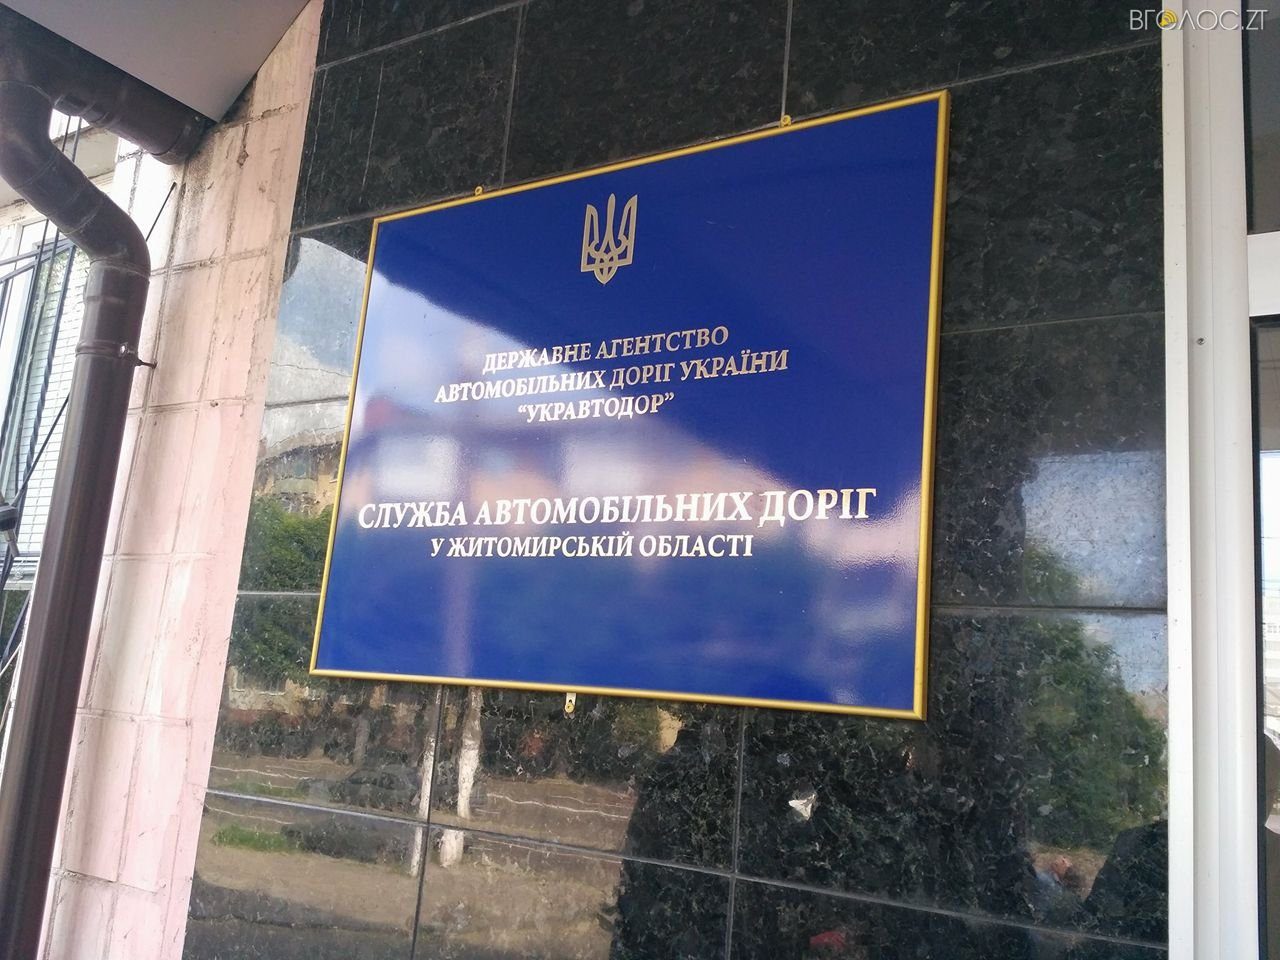 ВГОЛОС.ZT
ДЕРЖАВНЕ АГЕНТСТВО
АВТОМОБІЛЬНИХ ДОРІГ УКРАЇНИ
“УКРАВТОДОР”
СЛУЖБА АВТОМОБІЛЬНИХ ДОРІГ
У ЖИТОМИРСЬКІЙ ОБЛАСТІ